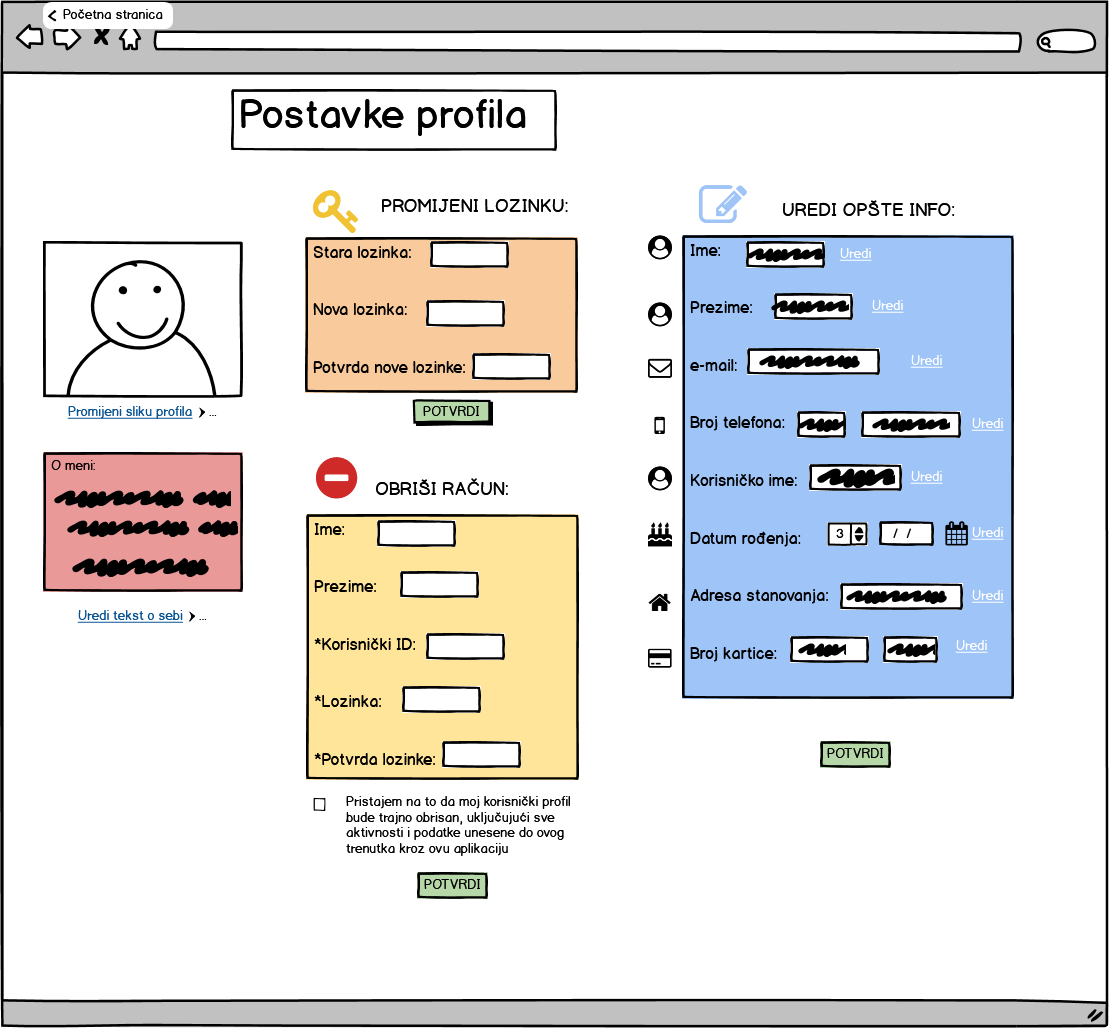 Početna stranica
Postavke profila
Promijeni sliku profila ...
O meni:
Uredi tekst o sebi ...
PROMIJENI LOZINKU:
Stara lozinka:
Nova lozinka:
Potvrda nove lozinke:
POTVRDI
OBRIŠI RAČUN:
Ime:
Prezime:
*Korisnički ID:
*Lozinka:
*Potvrda lozinke:
Pristajem na to da moj korisnički profil
bude trajno obrisan, uključujući sve
aktivnosti i podatke unesene do ovog
trenutka kroz ovu aplikaciju
POTVRDI
UREDI OPŠTE INFO:
Ime: Uredi
Prezime: Uredi
e-mail: Uredi
Broj telefona: Uredi
Korisničko ime: Uredi
Datum rođenja: 3 / / Uredi
Adresa stanovanja: Uredi
Broj kartice: Uredi
POTVRDI